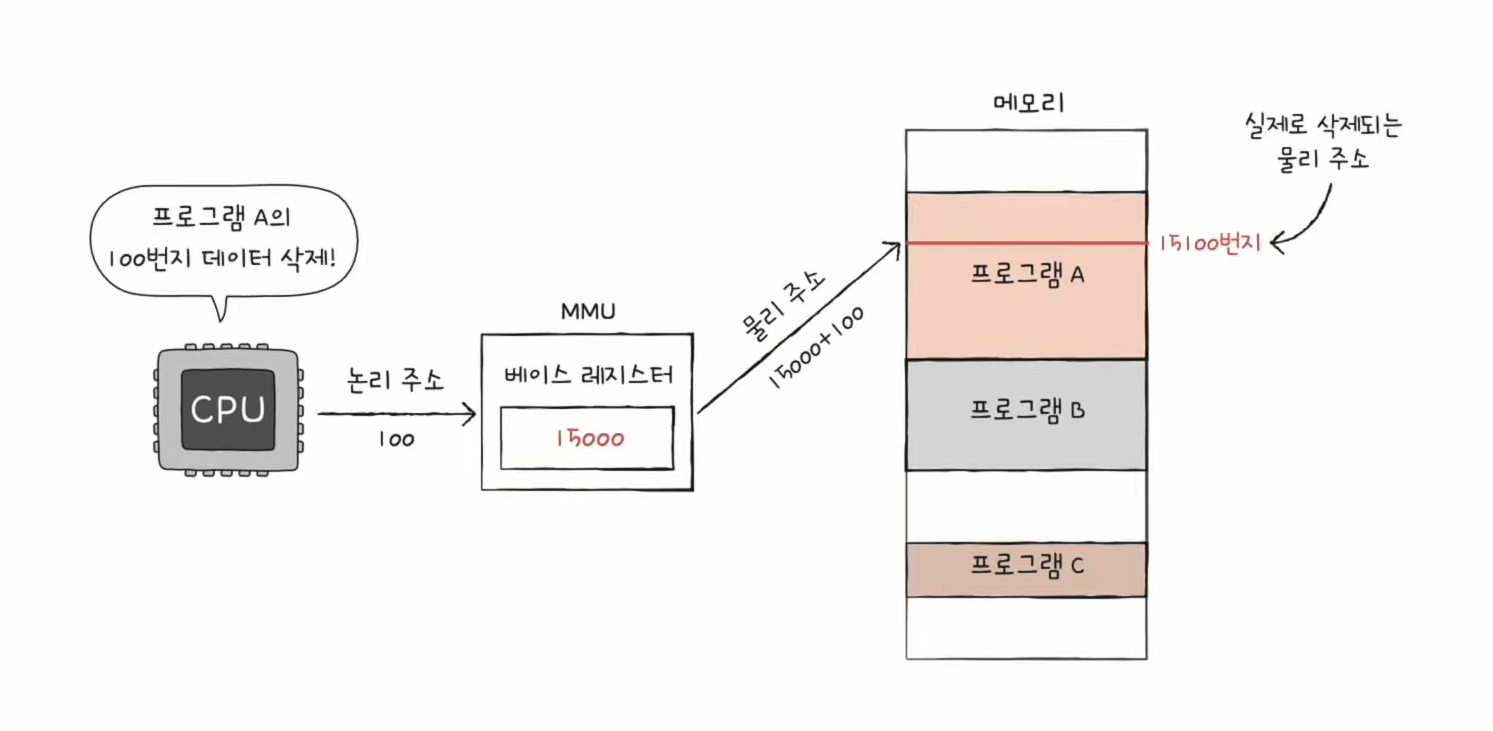 프로그램 A의
100번지 데이터 삭제!
CPU
논리 주소
100
MMU
베이스 레지스터
15000
물리 주소
15000+100
메모리
프로그램 A
프로그램 B
프로그램 C
15100번지
실제로 삭제되는
물리 주소